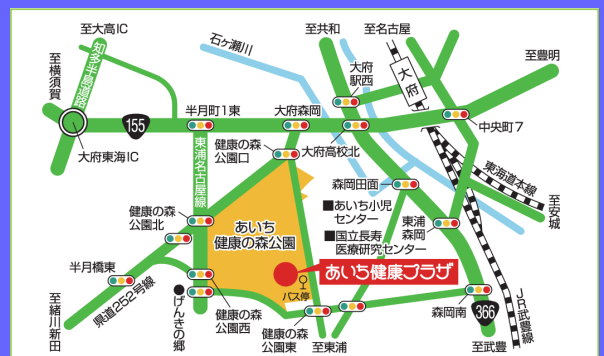 至大高IC
至共和
至名古屋
至豊明
石ヶ瀬川
至横須賀
知多半島道路
大府
大府
駅西
155
半月町1東
大府森岡
中央町7
大府東海IC
健康の森
公園口
大府高校北
東浦名古屋線
東海道本線
森岡田面
至安城
■あいち小児
センター
健康の森
公園北
あいち
健康の森公園
東浦
森岡
■国立長寿
医療研究センター
半月橋東
あいち健康プラザ
バス停
県道252号線
●げんきの郷
健康の森
公園西
森岡南
366
JR武豊線
至緒川新田
健康の森
公園東
至東浦
至武豊